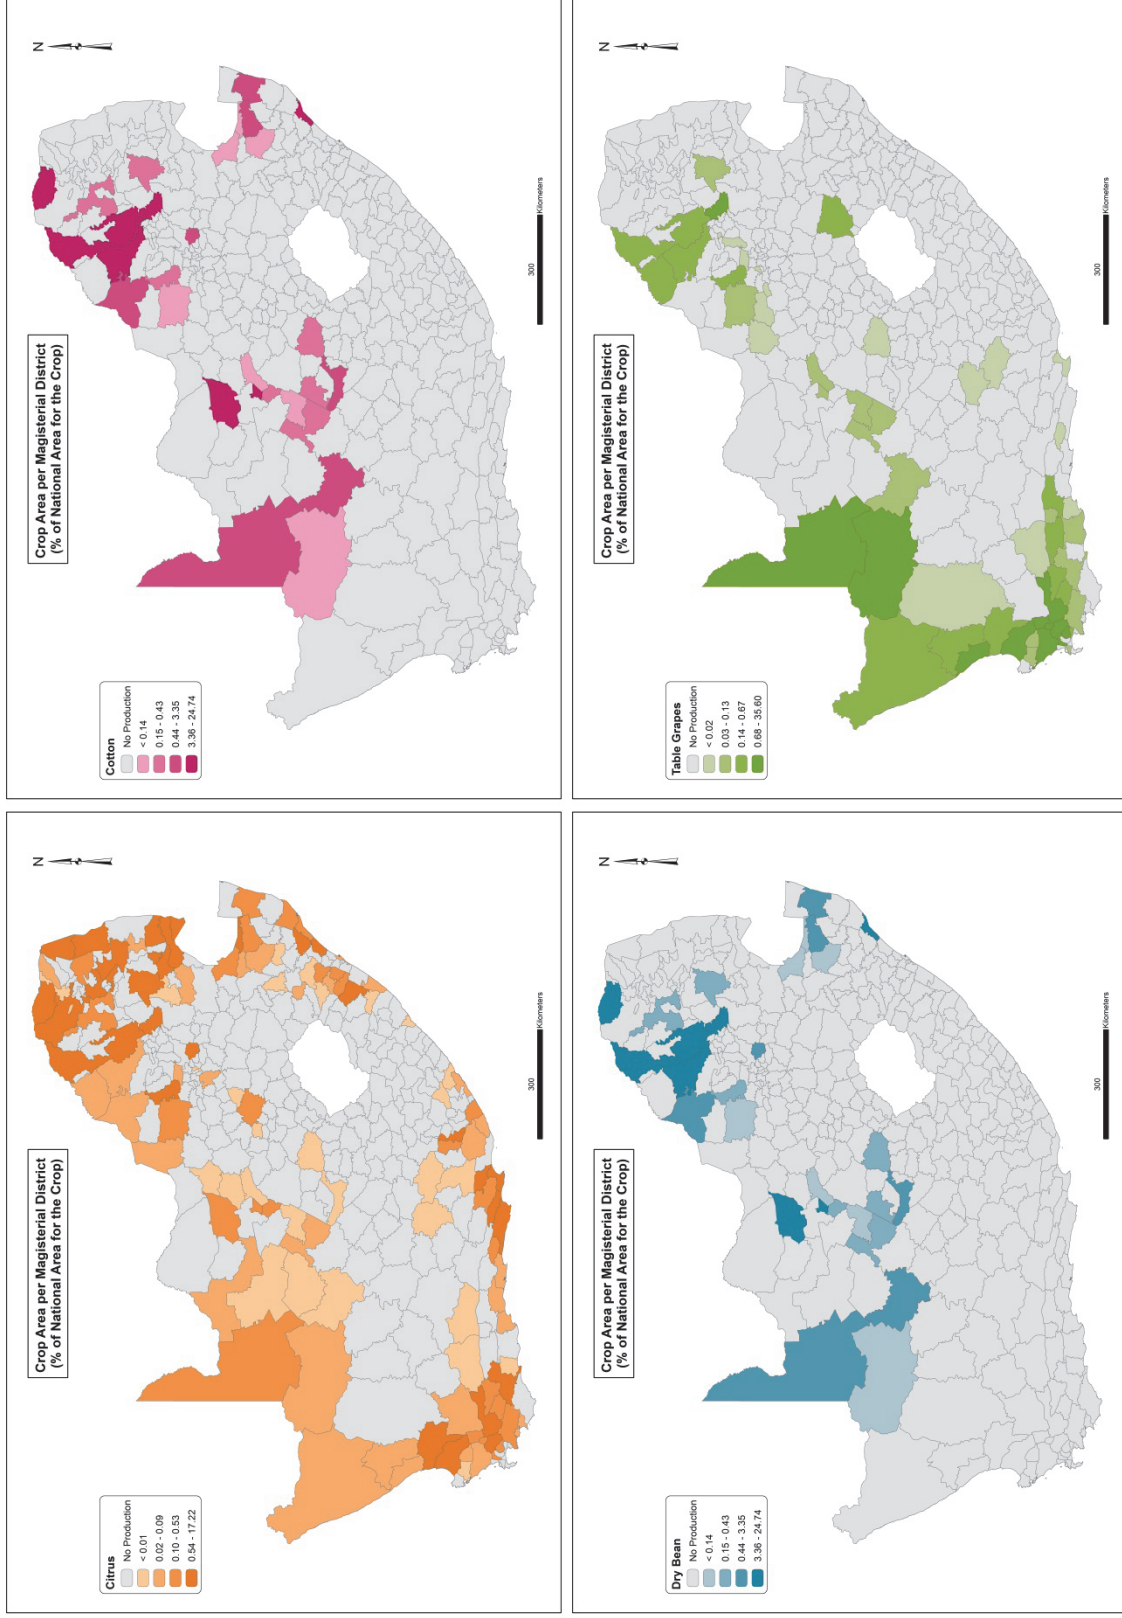 Crop Area per Magisterial District
(% of National Area for the Crop)
N
Citrus
No Production
< 0.01
0.02 - 0.09
0.10 - 0.53
0.54 - 17.22
300
Kilometers
Crop Area per Magisterial District
(% of National Area for the Crop)
N
Cotton
No Production
< 0.14
0.15 - 0.43
0.44 - 3.35
3.36 - 24.74
300
Kilometers
Crop Area per Magisterial District
(% of National Area for the Crop)
Dry Bean
No Production
< 0.14
0.15 - 0.43
0.44 - 3.35
3.36 - 24.74
300
Kilometers
N
Crop Area per Magisterial District
(% of National Area for the Crop)
Table Grapes
No Production
< 0.02
0.03 - 0.13
0.14 - 0.67
0.68 - 35.60
300
Kilometers
N